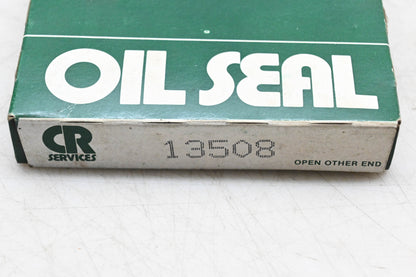 OIL SEAL
CR
SERVICES
13508
OPEN OTHER END